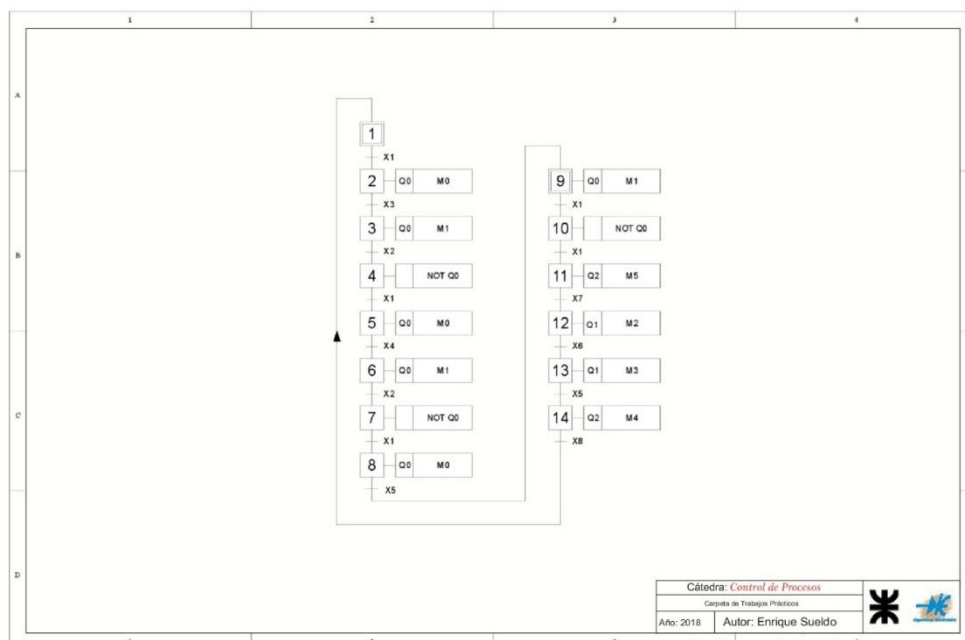 1 2 3 4
A
B
C
D
1
X1
2 Q0 M0
X3
3 Q0 M1
X2
4 NOT Q0
X1
5 Q0 M0
X4
6 Q0 M1
X2
7 NOT Q0
X1
8 Q0 M0
X5
9 Q0 M1
X1
10 NOT Q0
X1
11 Q2 M5
X7
12 Q1 M2
X6
13 Q1 M3
X5
14 Q2 M4
X8
Cátedra: Control de Procesos
Carpeta de Trabajos Prácticos
Año: 2018 Autor: Enrique Sueldo